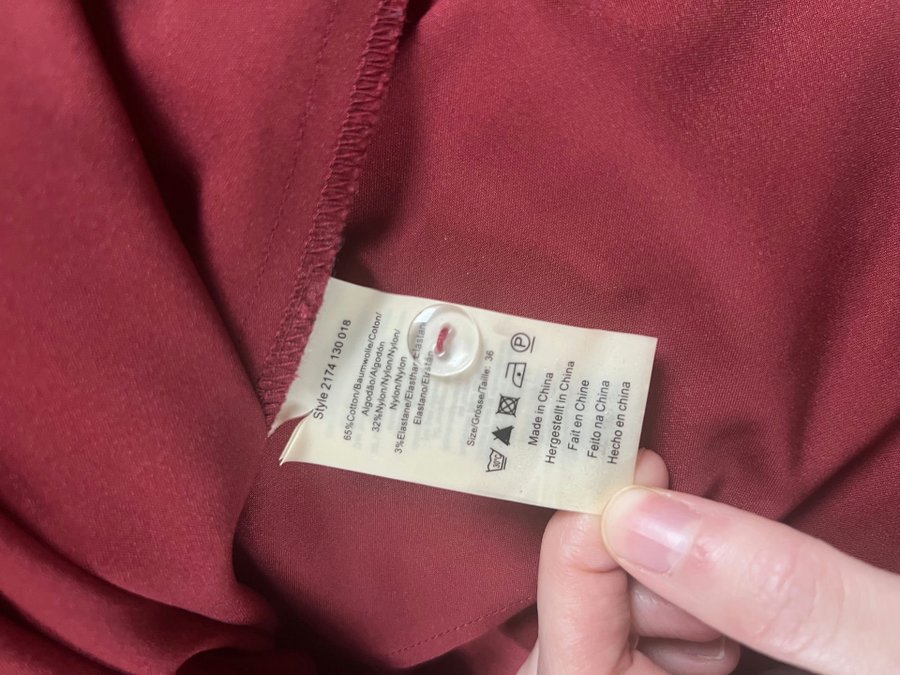 Style 2174 130 018
65%Cotton/Baumwolle/Coton/
Algodão/Algodón
32%Nylon/Nylon/Nylon/
Nylon/Nylon
3%Elastane/Elasthan/Elastan
Elastano/Elastán
Size/Grosse/Taille: 36
30°C
P
Made in China
Hergestellt in China
Fait en Chine
Feito na China
Hecho en china